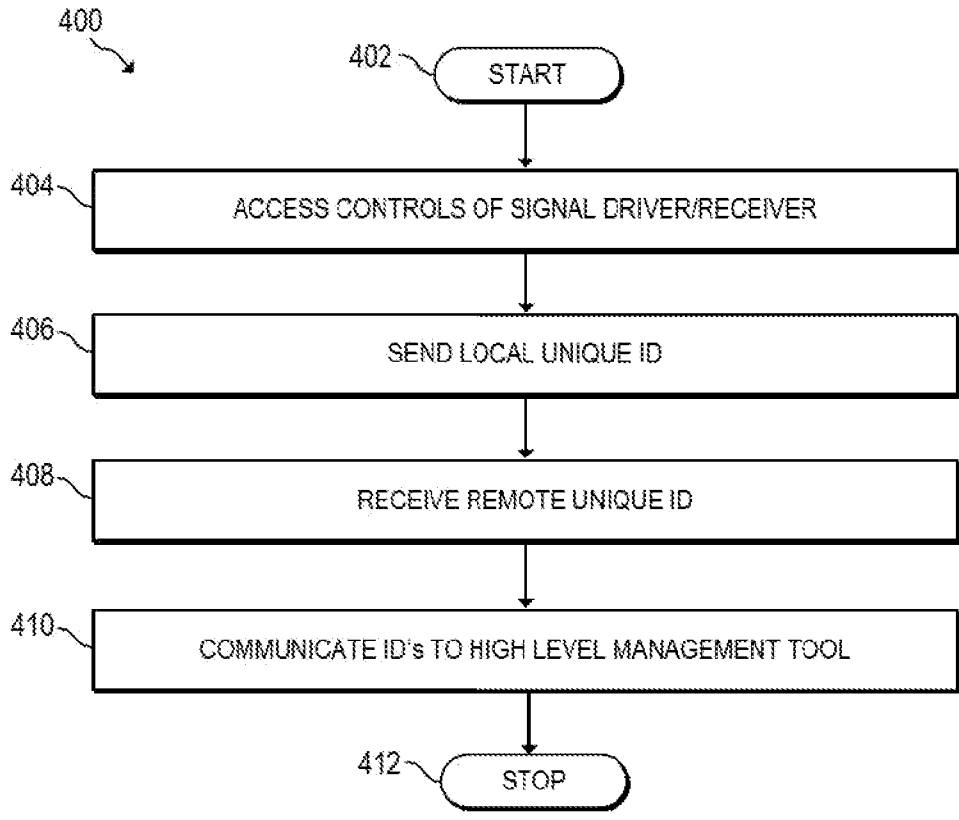 400
402
START
404
ACCESS CONTROLS OF SIGNAL DRIVER/RECEIVER
406
SEND LOCAL UNIQUE ID
408
RECEIVE REMOTE UNIQUE ID
410
COMMUNICATE ID's TO HIGH LEVEL MANAGEMENT TOOL
412
STOP